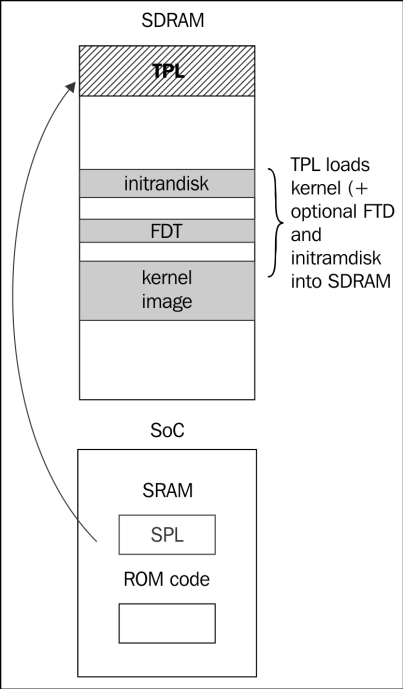 SDRAM
TPL
initrandisk
FDT
kernel
image
TPL loads
kernel (+
optional FTD
and
initramdisk
into SDRAM
SoC
SRAM
SPL
ROM code